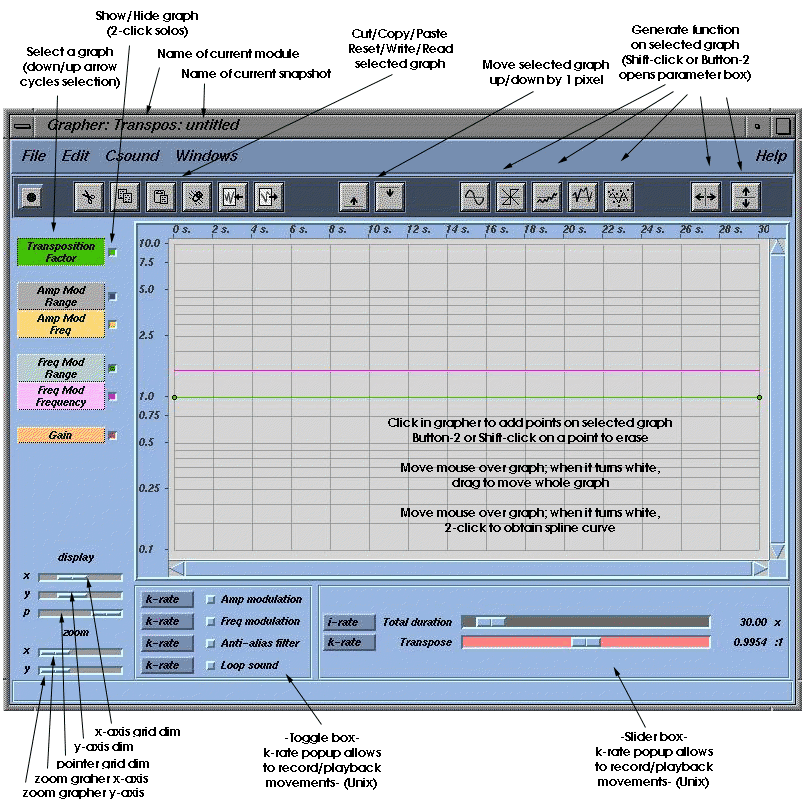 Show/Hide graph
(2-click solos)
Select a graph
(down/up arrow
cycles selection)
Name of current module
Name of current snapshot
Cut/Copy/Paste
Reset/Write/Read
selected graph
Move selected graph
up/down by 1 pixel
Generate function
on selected graph
(Shift-click or Button-2
opens parameter box)
Grapher: Transpos: untitled
File Edit Csound Windows Help
0 s. 2 s. 4 s. 6 s. 8 s. 10 s. 12 s. 14 s. 16 s. 18 s. 20 s. 22 s. 24 s. 26 s. 28 s. 30
Transposition
Factor
Amp Mod
Range
Amp Mod
Freq
Freq Mod
Range
Freq Mod
Frequency
Gain
10.0
7.5
5.0
2.5
1.0
0.75
0.5
0.25
0.1
Click in grapher to add points on selected graph
Button-2 or Shift-click on a point to erase
Move mouse over graph; when it turns white,
drag to move whole graph
Move mouse over graph; when it turns white,
2-click to obtain spline curve
display
x
y
p
zoom
x
y
k-rate Amp modulation
k-rate Freq modulation
k-rate Anti-alias filter
k-rate Loop sound
i-rate Total duration 30.00 x
k-rate Transpose 0.9954 :1
x-axis grid dim
y-axis dim
pointer grid dim
zoom graher x-axis
zoom grapher y-axis
-Toggle box-
k-rate popup allows
to record/playback
movements- (Unix)
-Slider box-
k-rate popup allows
to record/playback
movements- (Unix)